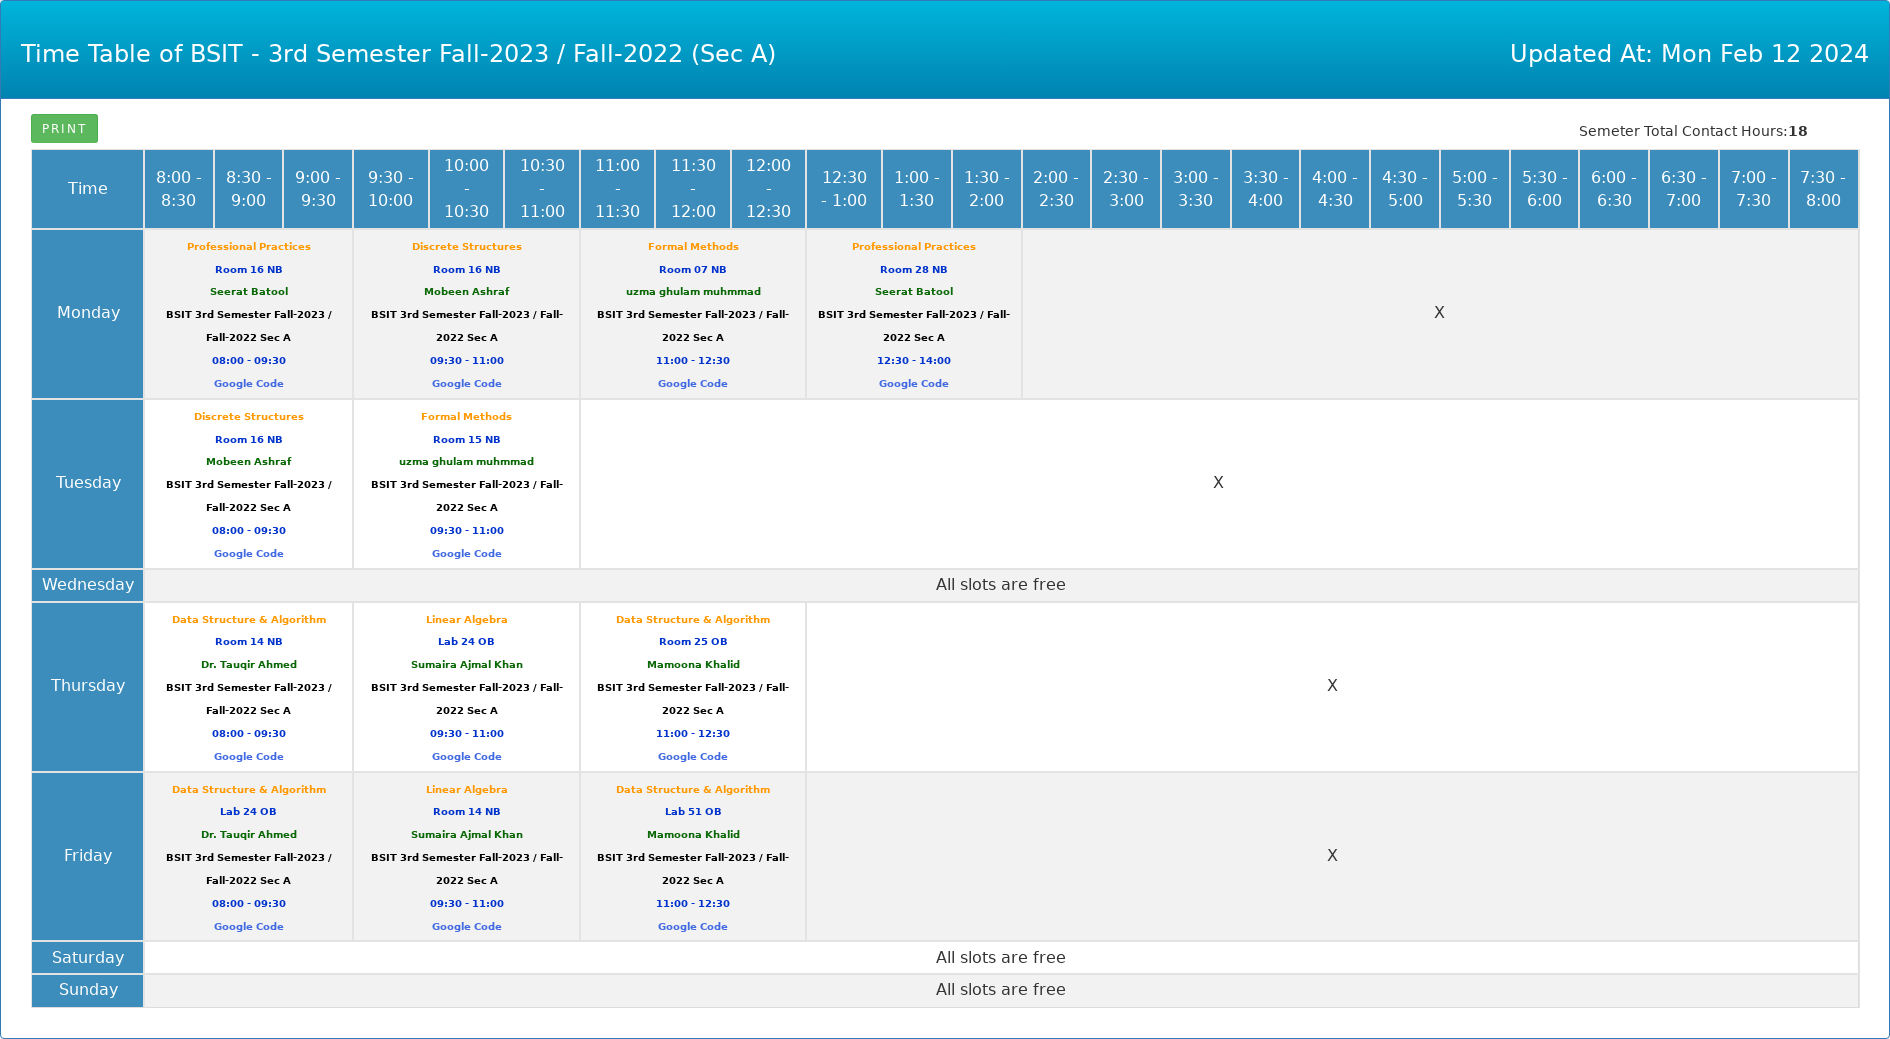 Time Table of BSIT - 3rd Semester Fall-2023 / Fall-2022 (Sec A)
Updated At: Mon Feb 12 2024
PRINT
Semeter Total Contact Hours:18
Time
8:00 -
8:30
8:30 -
9:00
9:00 -
9:30
9:30 -
10:00
10:00
-
10:30
10:30
-
11:00
11:00
-
11:30
11:30
-
12:00
12:00
-
12:30
12:30
- 1:00
1:00 -
1:30
1:30 -
2:00
2:00 -
2:30
2:30 -
3:00
3:00 -
3:30
3:30 -
4:00
4:00 -
4:30
4:30 -
5:00
5:00 -
5:30
5:30 -
6:00
6:00 -
6:30
6:30 -
7:00
7:00 -
7:30
7:30 -
8:00
Monday
Professional Practices
Room 16 NB
Seerat Batool
BSIT 3rd Semester Fall-2023 /
Fall-2022 Sec A
08:00 - 09:30
Google Code
Discrete Structures
Room 16 NB
Mobeen Ashraf
BSIT 3rd Semester Fall-2023 / Fall-
2022 Sec A
09:30 - 11:00
Google Code
Formal Methods
Room 07 NB
uzma ghulam muhmmad
BSIT 3rd Semester Fall-2023 / Fall-
2022 Sec A
11:00 - 12:30
Google Code
Professional Practices
Room 28 NB
Seerat Batool
BSIT 3rd Semester Fall-2023 / Fall-
2022 Sec A
12:30 - 14:00
Google Code
X
Tuesday
Discrete Structures
Room 16 NB
Mobeen Ashraf
BSIT 3rd Semester Fall-2023 /
Fall-2022 Sec A
08:00 - 09:30
Google Code
Formal Methods
Room 15 NB
uzma ghulam muhmmad
BSIT 3rd Semester Fall-2023 / Fall-
2022 Sec A
09:30 - 11:00
Google Code
X
Wednesday
All slots are free
Thursday
Data Structure & Algorithm
Room 14 NB
Dr. Tauqir Ahmed
BSIT 3rd Semester Fall-2023 /
Fall-2022 Sec A
08:00 - 09:30
Google Code
Linear Algebra
Lab 24 OB
Sumaira Ajmal Khan
BSIT 3rd Semester Fall-2023 / Fall-
2022 Sec A
09:30 - 11:00
Google Code
Data Structure & Algorithm
Room 25 OB
Mamoona Khalid
BSIT 3rd Semester Fall-2023 / Fall-
2022 Sec A
11:00 - 12:30
Google Code
X
Friday
Data Structure & Algorithm
Lab 24 OB
Dr. Tauqir Ahmed
BSIT 3rd Semester Fall-2023 /
Fall-2022 Sec A
08:00 - 09:30
Google Code
Linear Algebra
Room 14 NB
Sumaira Ajmal Khan
BSIT 3rd Semester Fall-2023 / Fall-
2022 Sec A
09:30 - 11:00
Google Code
Data Structure & Algorithm
Lab 51 OB
Mamoona Khalid
BSIT 3rd Semester Fall-2023 / Fall-
2022 Sec A
11:00 - 12:30
Google Code
X
Saturday
All slots are free
Sunday
All slots are free